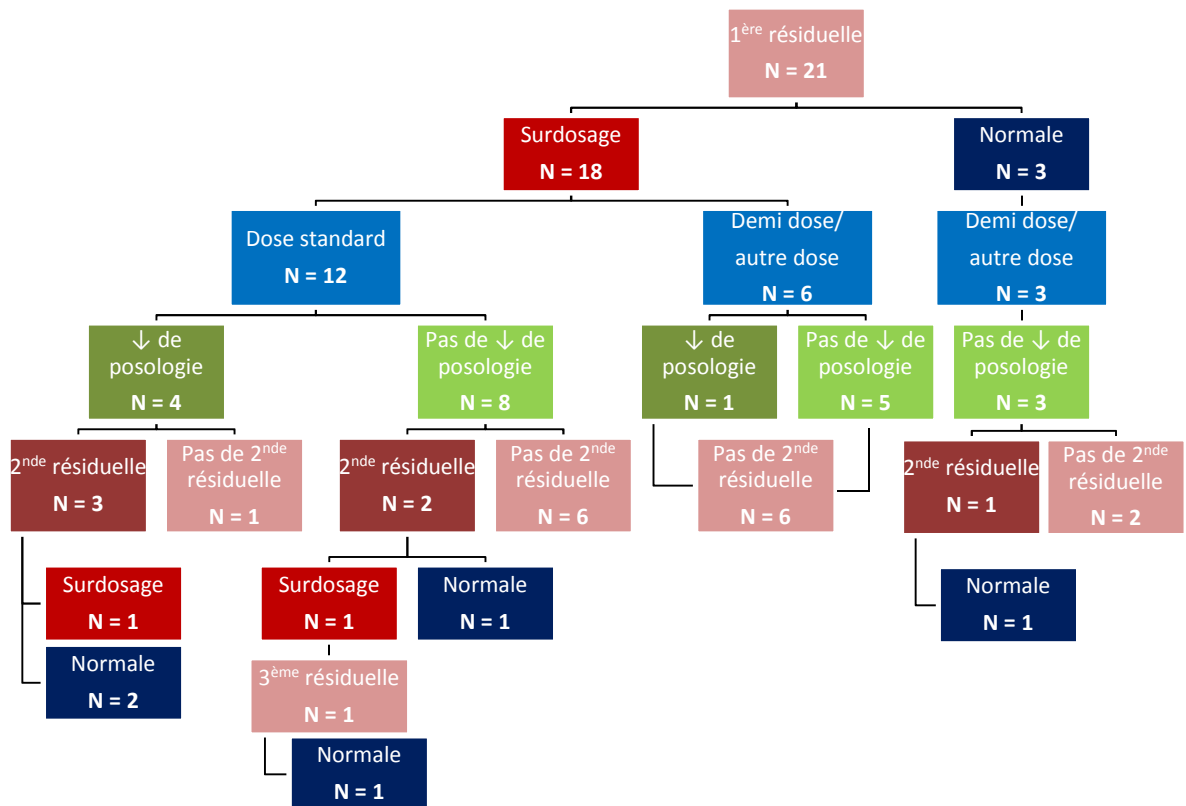 1ère résiduelle
N = 21
Surdosage
N = 18
Normale
N = 3
Dose standard
N = 12
Demi dose/
autre dose
N = 6
Demi dose/
autre dose
N = 3
↓ de
posologie
N = 4
Pas de ↓ de
posologie
N = 8
↓ de
posologie
N = 1
Pas de ↓ de
posologie
N = 5
Pas de ↓ de
posologie
N = 3
2nde résiduelle
N = 3
Pas de 2nde
résiduelle
N = 1
2nde résiduelle
N = 2
Pas de 2nde
résiduelle
N = 6
Pas de 2nde
résiduelle
N = 6
2nde résiduelle
N = 1
Pas de 2nde
résiduelle
N = 2
Surdosage
N = 1
Normale
N = 2
Surdosage
N = 1
Normale
N = 1
3ème résiduelle
N = 1
Normale
N = 1
Normale
N = 1